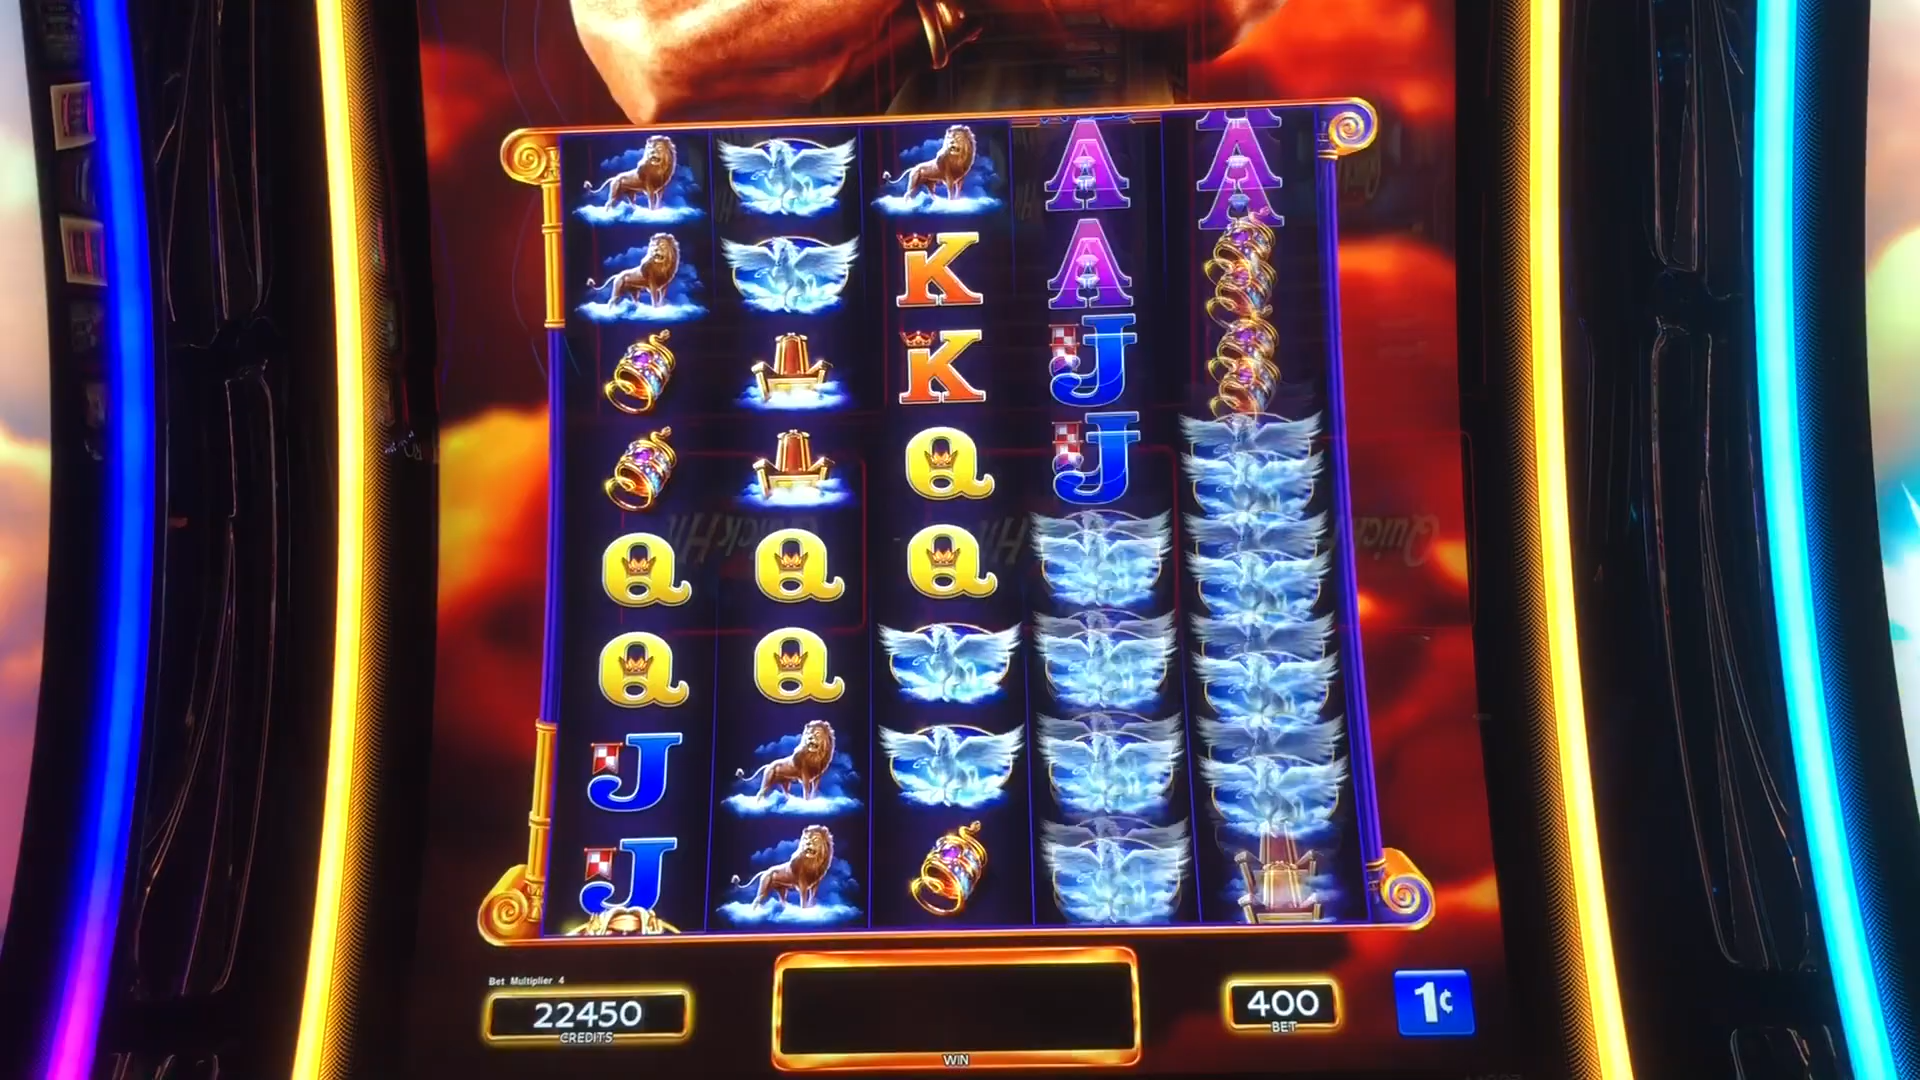 A A
K A
K J
Q J
Q Q Q
Q Q
J
J
Bet Multiplier 4
22450
CREDITS
WIN
400
BET
1¢